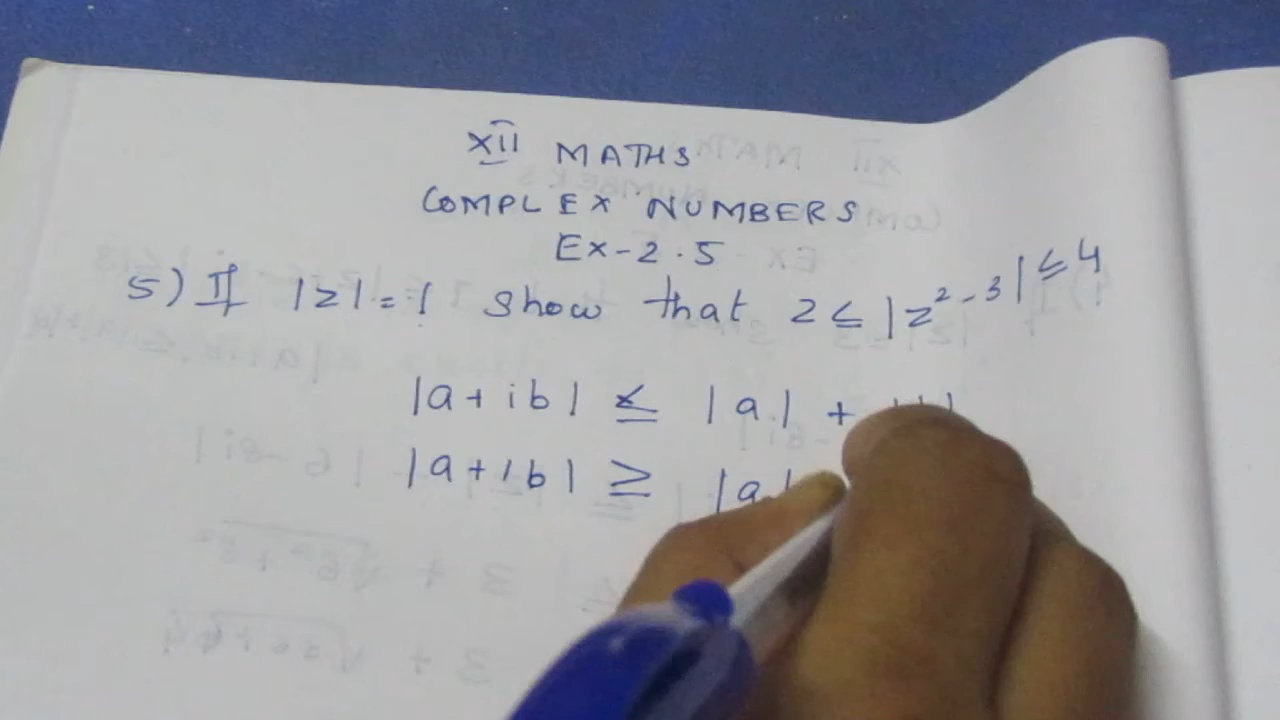 XII MATHS
COMPLEX NUMBERS
Ex-2.5
5) If |z| = 1 show that 2 ≤ |z² - 3| ≤ 4
|a + ib| ≤ |a| +
|a + ib| ≥ |a|